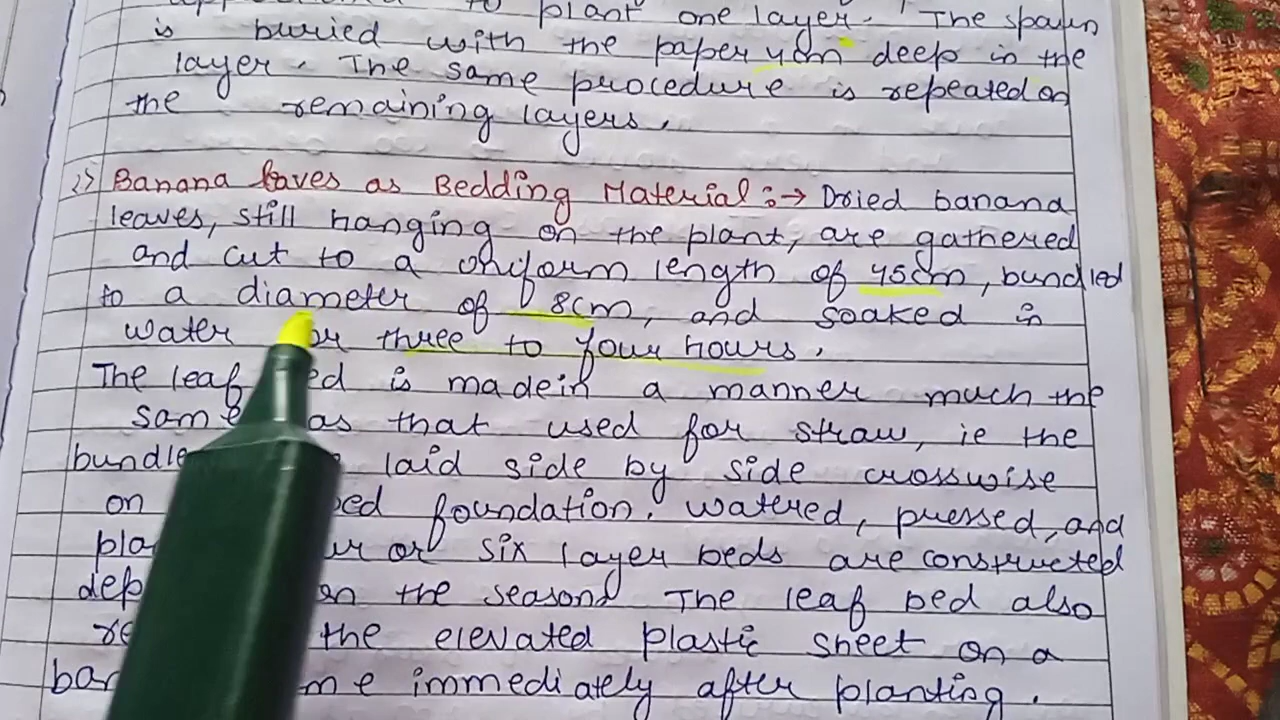 to plant one layer. The spawn
is buried with the paper 4cm deep in the
layer. The same procedure is repeated on
the remaining layers.
2) Banana leaves as Bedding Material :→ Dried banana
leaves, still hanging on the plant, are gathered
and cut to a uniform length of 45cm, bundled
to a diameter of 8cm, and soaked in
water three to four hours.
The leaf is madein a manner much the
same as that used for straw, ie the
laid side by side crosswise
on foundation. Watered, pressed, and
or six layer beds are constructed
on the season. The leaf bed also
the elevated plastic sheet on a
immediately after planting.